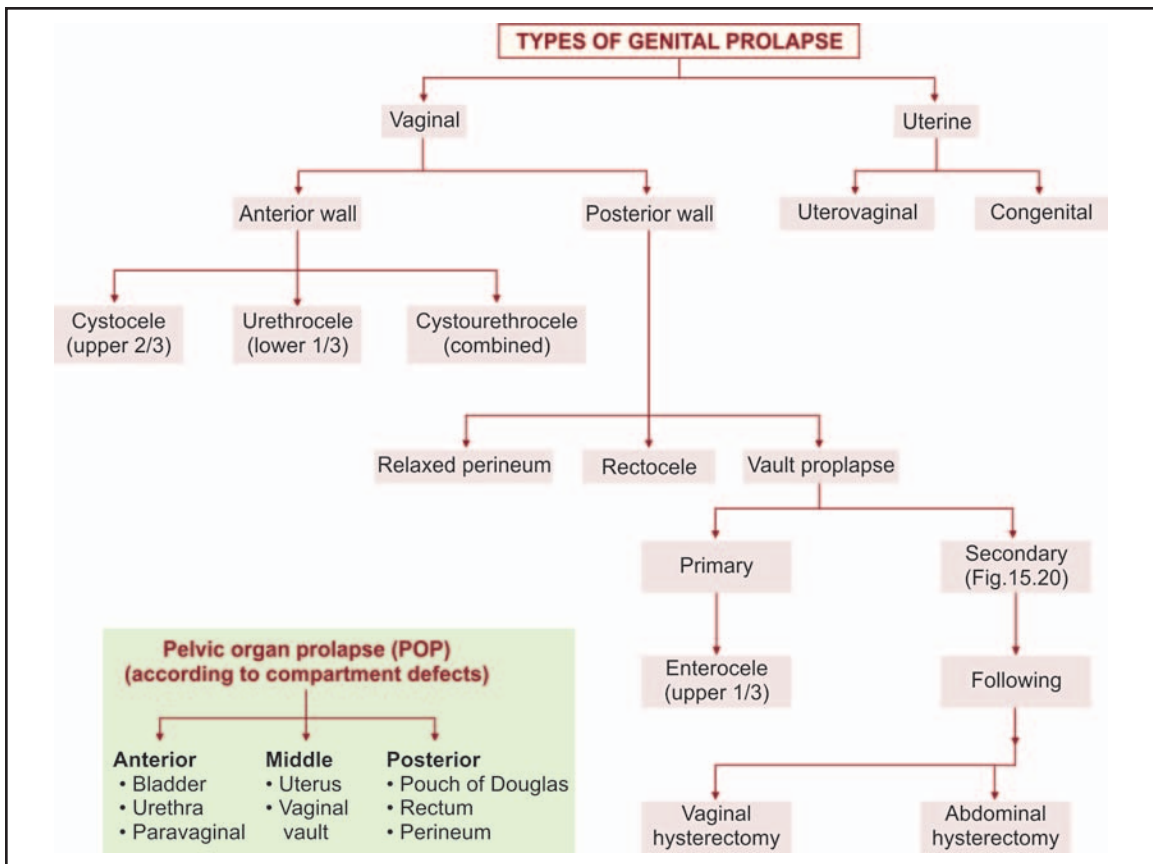 TYPES OF GENITAL PROLAPSE
Vaginal
Uterine
Anterior wall
Posterior wall
Uterovaginal
Congenital
Cystocele
(upper 2/3)
Urethrocele
(lower 1/3)
Cystourethrocele
(combined)
Relaxed perineum
Rectocele
Vault proplapse
Primary
Secondary
(Fig.15.20)
Enterocele
(upper 1/3)
Following
Vaginal
hysterectomy
Abdominal
hysterectomy
Pelvic organ prolapse (POP)
(according to compartment defects)
Anterior
• Bladder
• Urethra
• Paravaginal
Middle
• Uterus
• Vaginal
vault
Posterior
• Pouch of Douglas
• Rectum
• Perineum